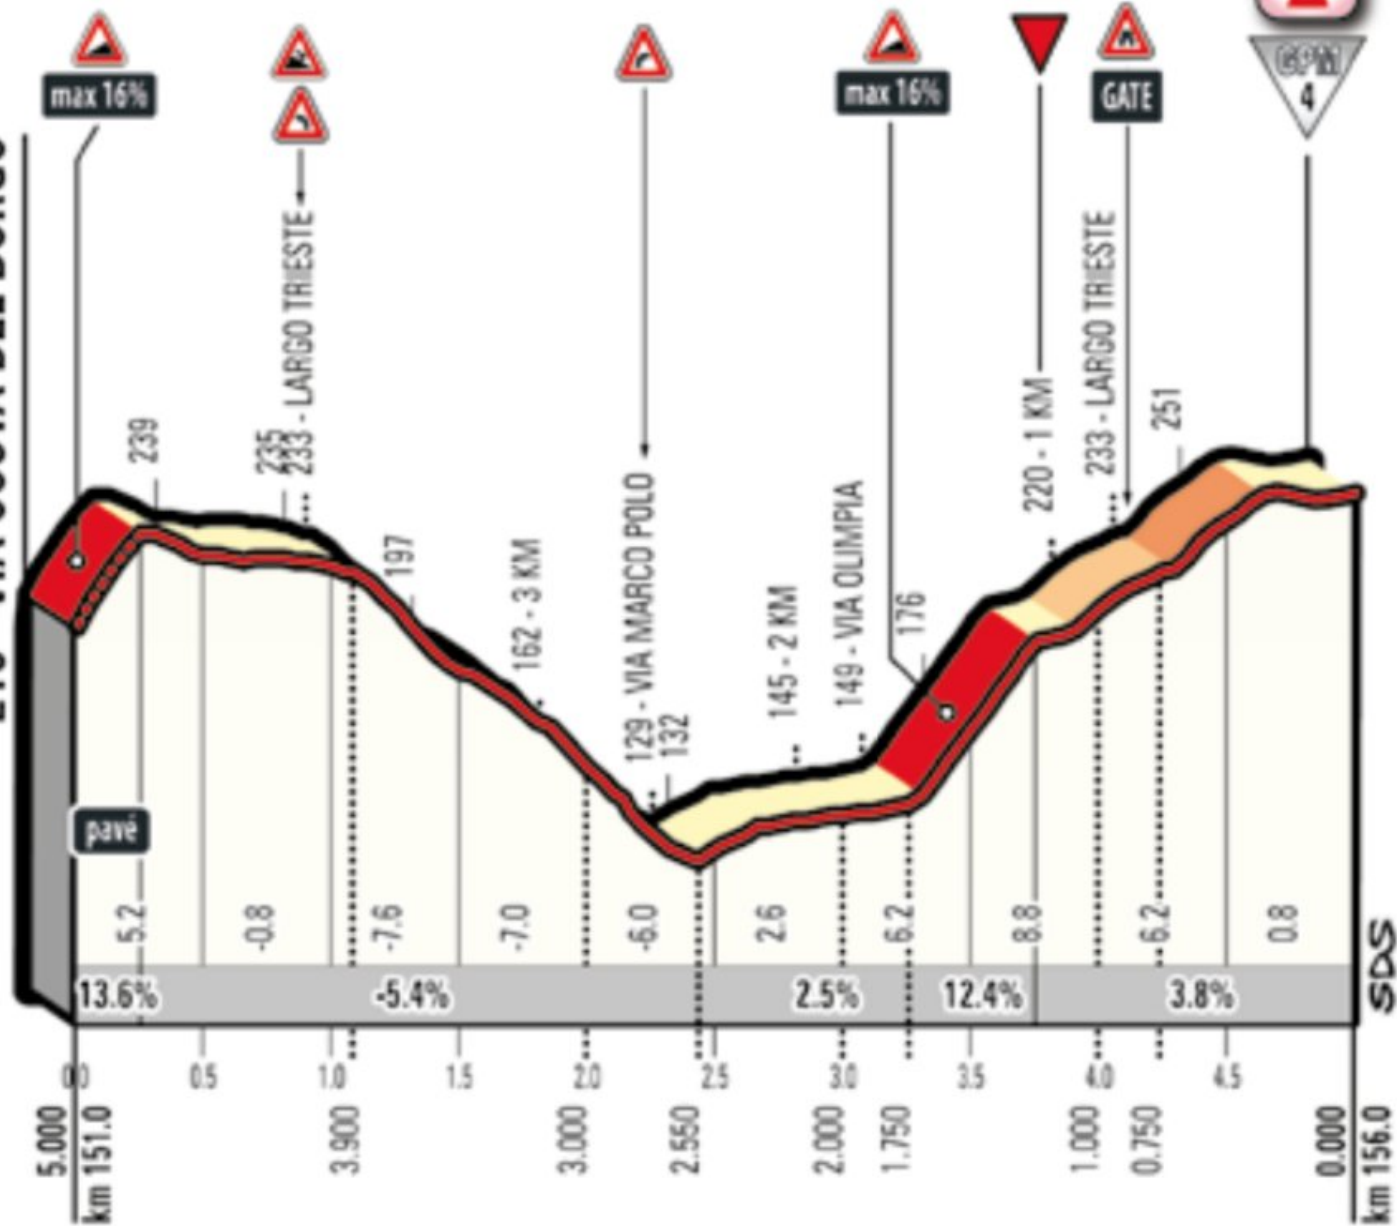 max 16%
max 16%
GATE
GPM
4
239
235
233 - LARGO TRIESTE
197
162 - 3 KM
129 - VIA MARCO POLO
132
145 - 2 KM
149 - VIA OLIMPIA
176
220 - 1 KM
233 - LARGO TRIESTE
251
pavé
5.2
-0.8
-7.6
-7.0
-6.0
2.6
6.2
8.8
6.2
0.8
13.6%
-5.4%
2.5%
12.4%
3.8%
SDS
0.0
0.5
1.0
1.5
2.0
2.5
3.0
3.5
4.0
4.5
5.000
km 151.0
3.900
3.000
2.550
2.000
1.750
1.000
0.750
0.000
km 156.0